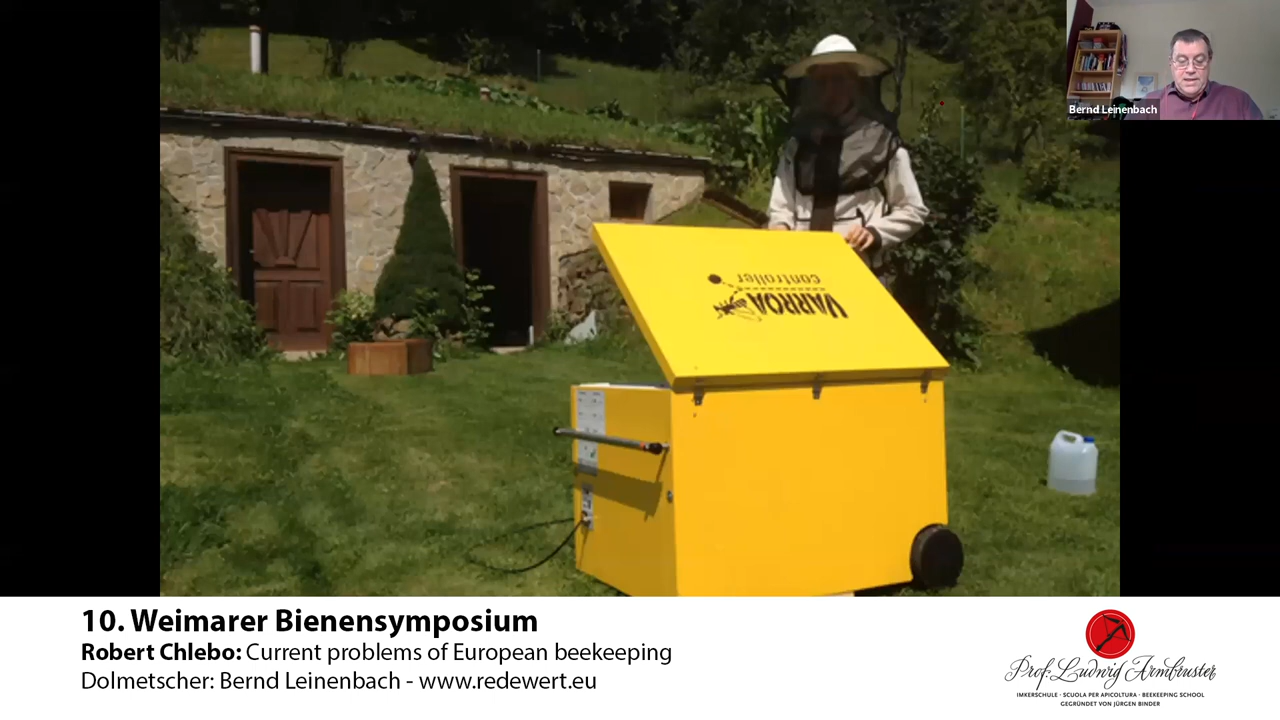 Bernd Leinenbach
VARROA
controller
10. Weimarer Bienensymposium
Robert Chlebo: Current problems of European beekeeping
Dolmetscher: Bernd Leinenbach - www.redewert.eu
Prof. Ludwig Armbruster
IMKERSCHULE · SCUOLA PER APICOLTURA · BEEKEEPING SCHOOL
GEGRÜNDET VON JÜRGEN BINDER